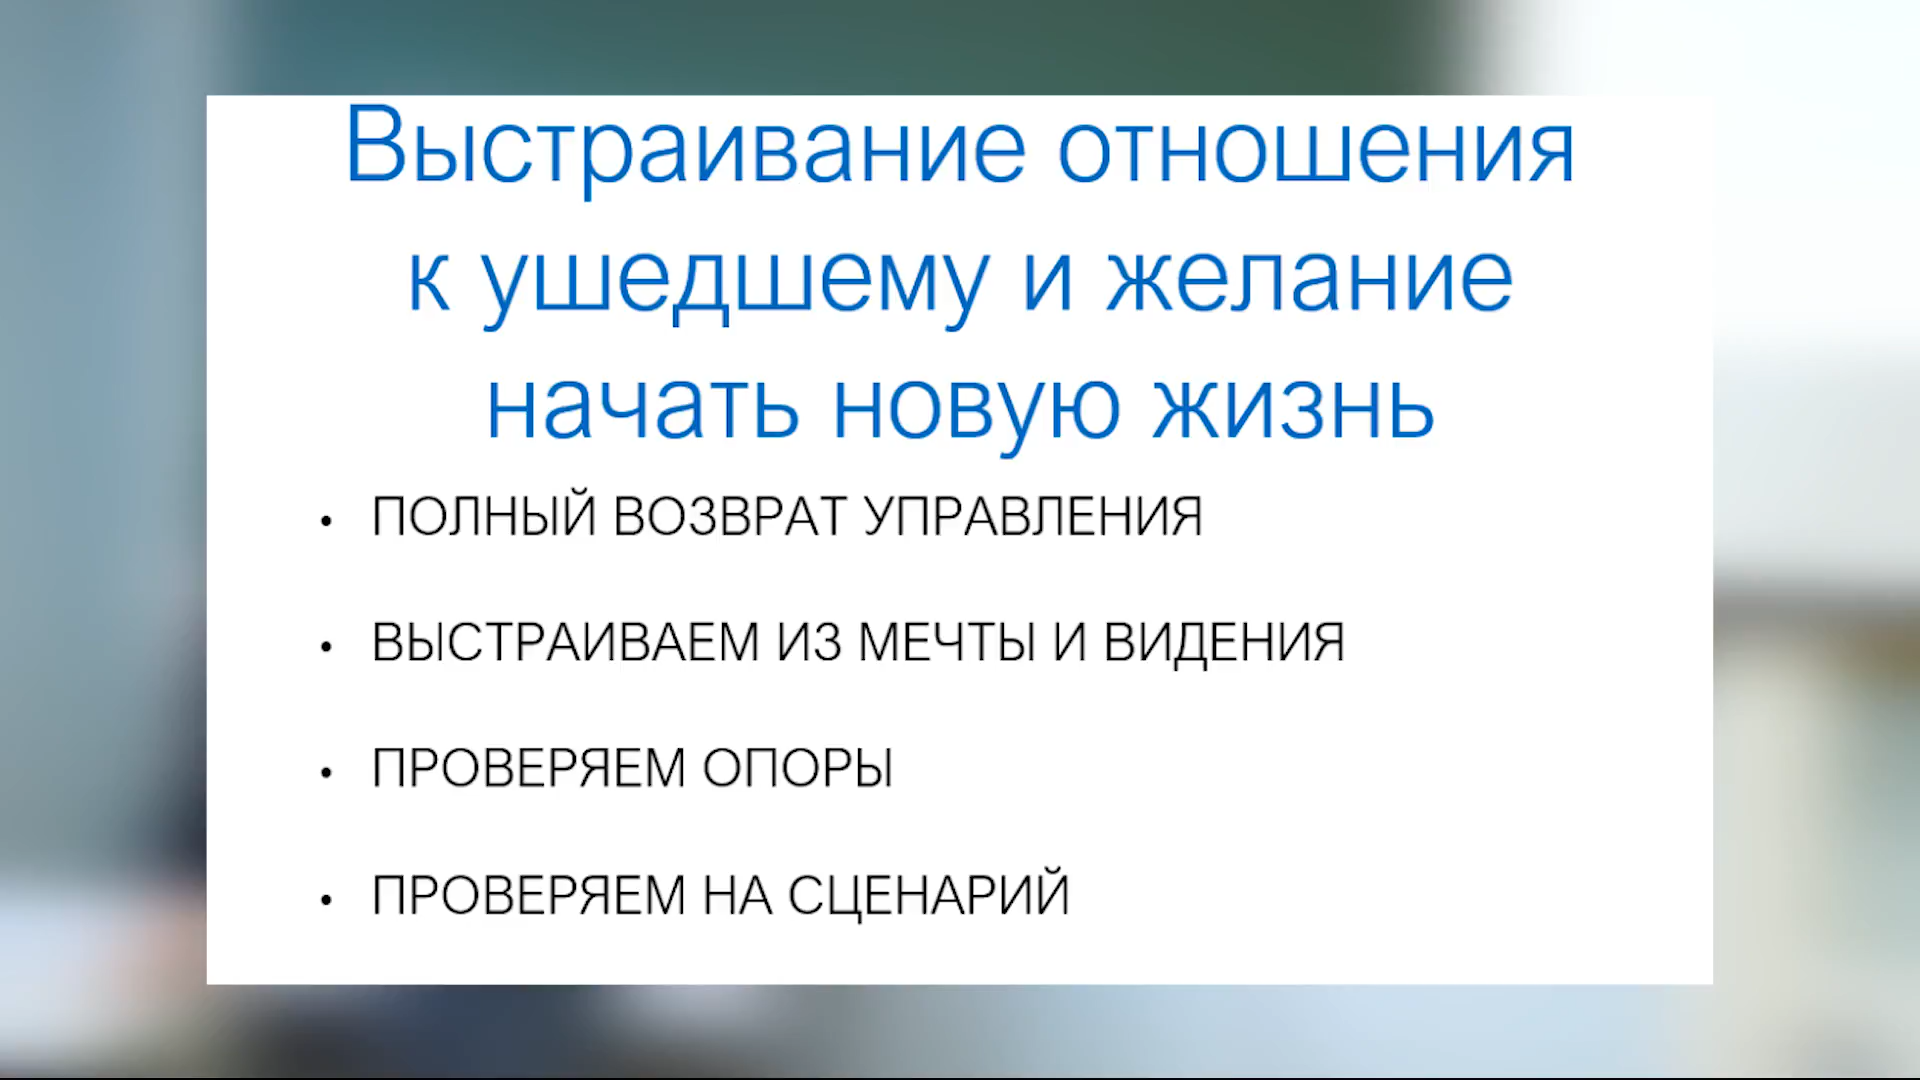 Выстраивание отношения
к ушедшему и желание
начать новую жизнь
• ПОЛНЫЙ ВОЗВРАТ УПРАВЛЕНИЯ
• ВЫСТРАИВАЕМ ИЗ МЕЧТЫ И ВИДЕНИЯ
• ПРОВЕРЯЕМ ОПОРЫ
• ПРОВЕРЯЕМ НА СЦЕНАРИЙ